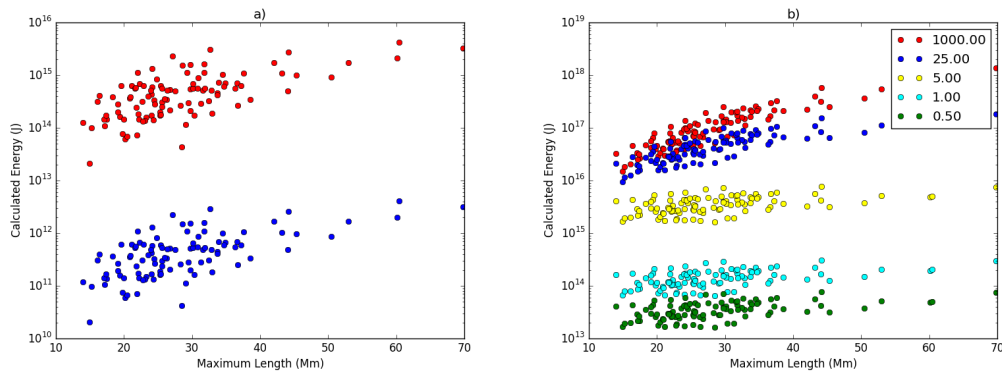 a)
Calculated Energy (J)
10^16
10^15
10^14
10^13
10^12
10^11
10^10
10 20 30 40 50 60 70
Maximum Length (Mm)
b)
Calculated Energy (J)
10^19
10^18
10^17
10^16
10^15
10^14
10^13
10 20 30 40 50 60 70
Maximum Length (Mm)
1000.00
25.00
5.00
1.00
0.50